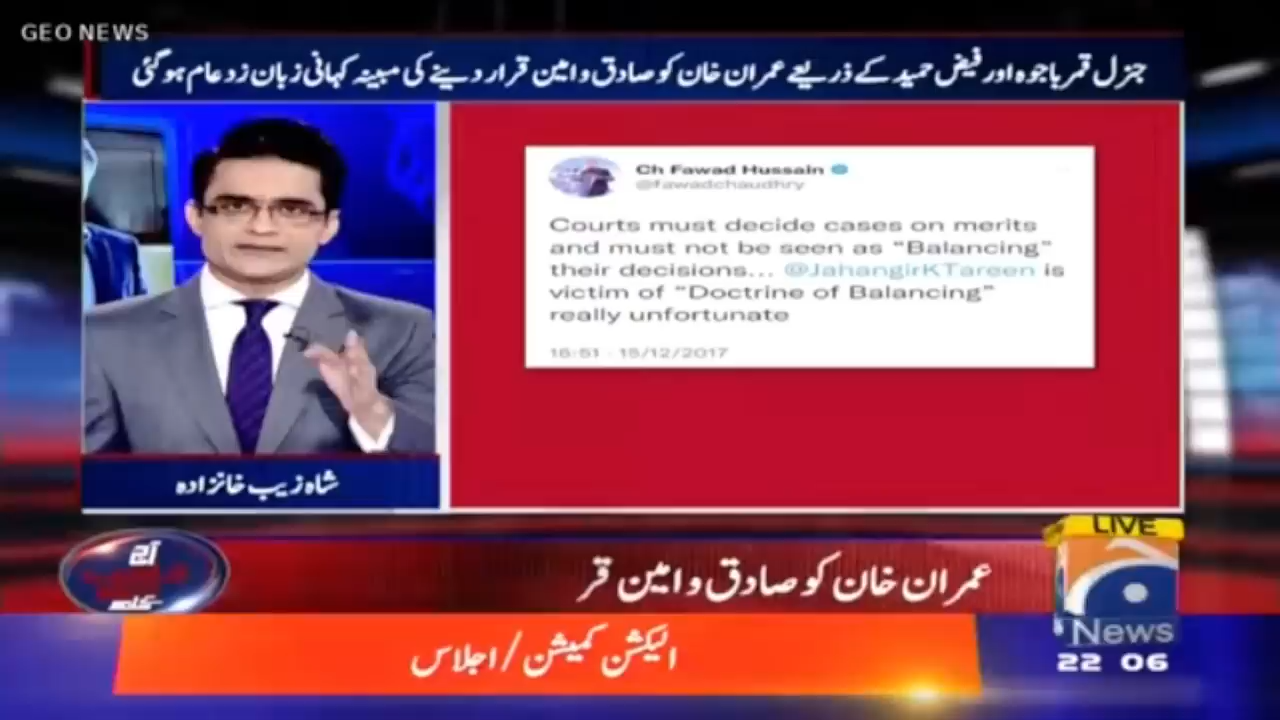 GEO NEWS
جنرل قمر باجوہ اور فیض حمید کے ذریعے عمران خان کو صادق و امین قرار دینے کی مبینہ کہانی زبان زد عام ہوگئی
Ch Fawad Hussain
@fawadchaudhry
Courts must decide cases on merits
and must not be seen as “Balancing”
their decisions... @JahangirKTareen is
victim of “Doctrine of Balancing”
really unfortunate
16:51 · 15/12/2017
شاہ زیب خانزادہ
آج
عمران خان کو صادق و امین قر
الیکشن کمیشن/اجلاس
LIVE
News
22 06